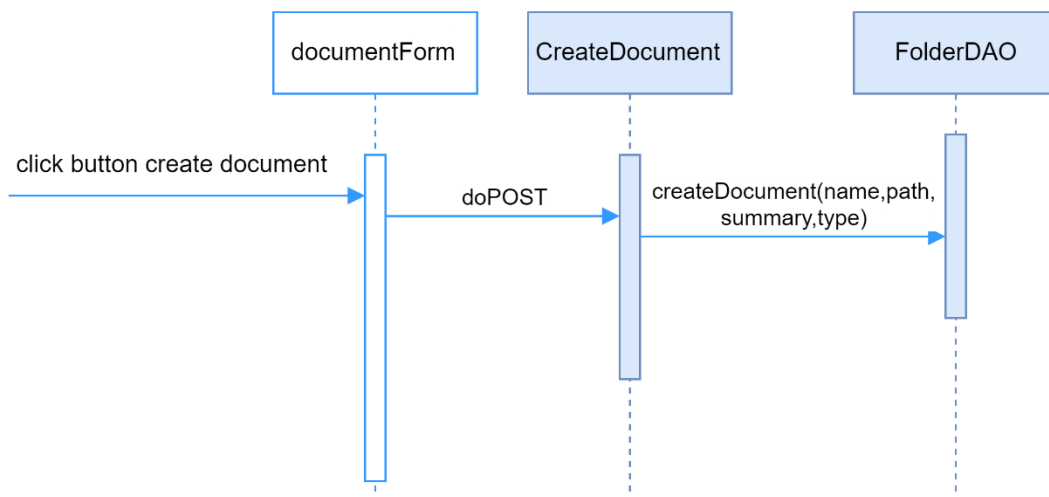 documentForm
CreateDocument
FolderDAO
click button create document
doPOST
createDocument(name,path,
summary,type)